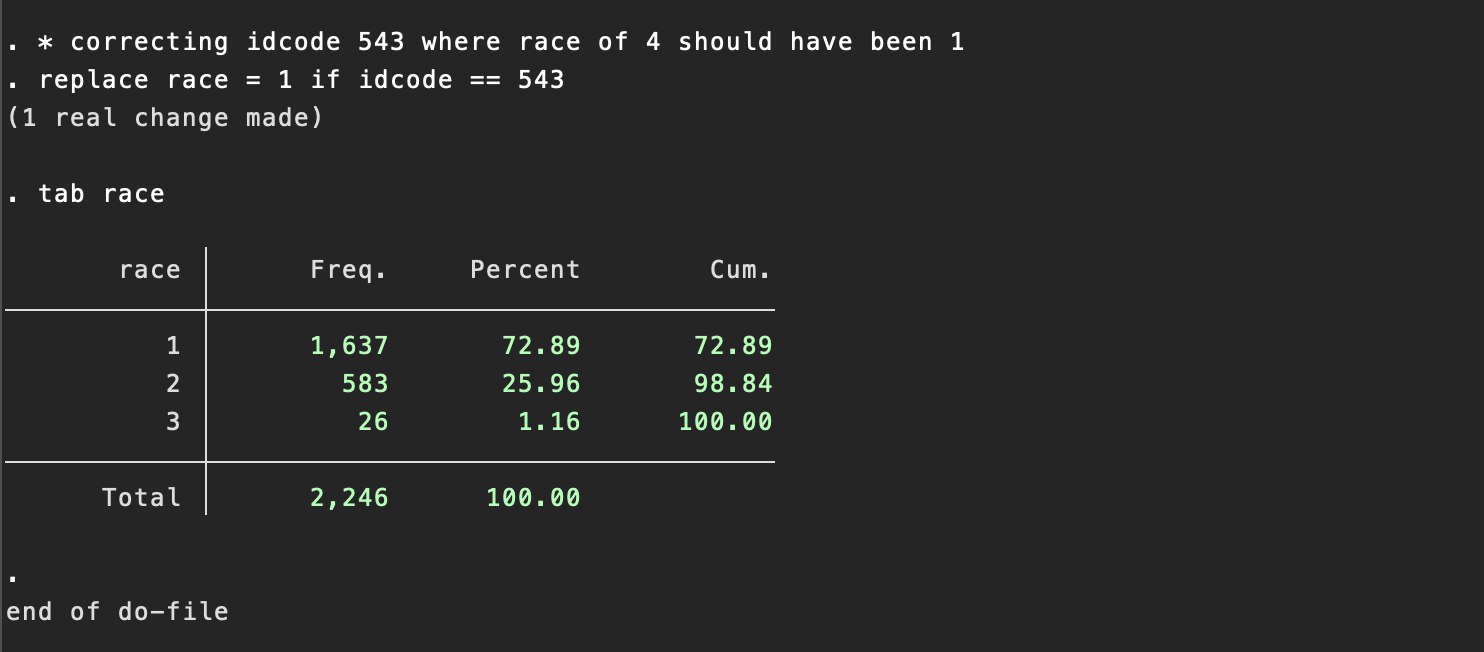 . * correcting idcode 543 where race of 4 should have been 1
. replace race = 1 if idcode == 543
(1 real change made)
. tab race
race Freq. Percent Cum.
1 1,637 72.89 72.89
2 583 25.96 98.84
3 26 1.16 100.00
Total 2,246 100.00
.
end of do-file